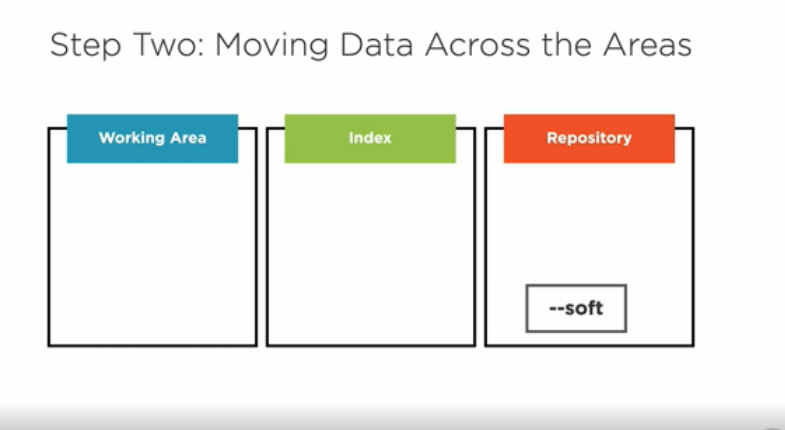 Step Two: Moving Data Across the Areas
Working Area
Index
Repository
--soft